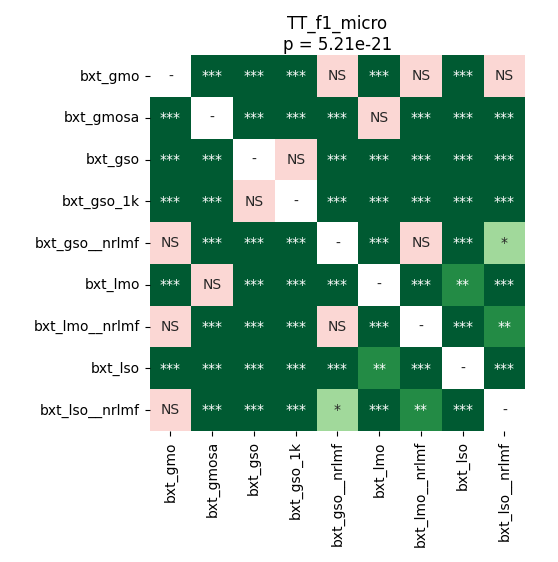 TT_f1_micro
p = 5.21e-21
bxt_gmo - *** *** *** NS *** NS *** NS
bxt_gmosa *** - *** *** *** NS *** *** ***
bxt_gso *** *** - NS *** *** *** *** ***
bxt_gso_1k *** *** NS - *** *** *** *** ***
bxt_gso__nrlmf NS *** *** *** - *** NS *** *
bxt_lmo *** NS *** *** *** - *** ** ***
bxt_lmo__nrlmf NS *** *** *** NS *** - *** **
bxt_lso *** *** *** *** *** ** *** - ***
bxt_lso__nrlmf NS *** *** *** * *** ** *** -
bxt_gmo
bxt_gmosa
bxt_gso
bxt_gso_1k
bxt_gso__nrlmf
bxt_lmo
bxt_lmo__nrlmf
bxt_lso
bxt_lso__nrlmf